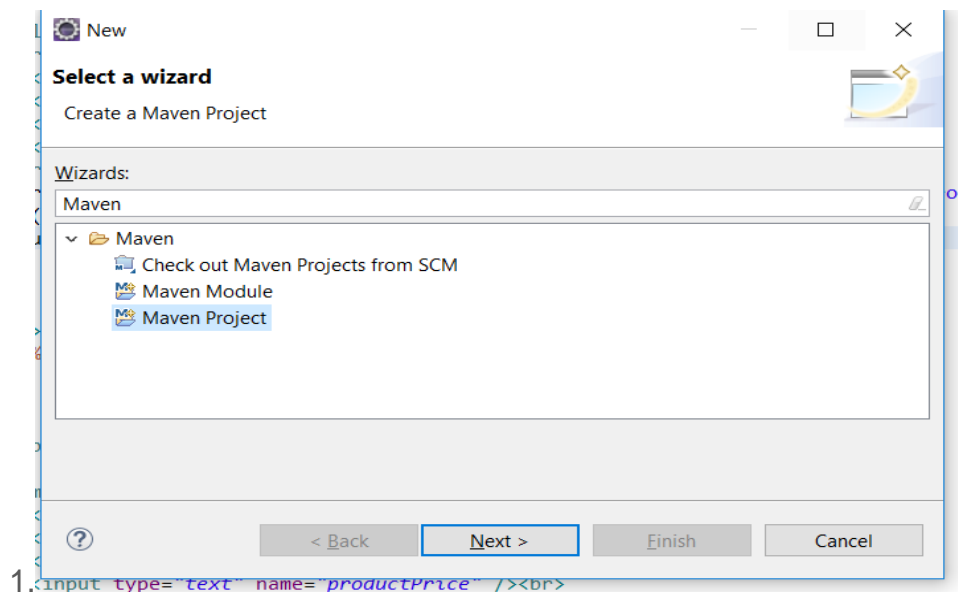 New
Select a wizard
Create a Maven Project
Wizards:
Maven
Maven
Check out Maven Projects from SCM
Maven Module
Maven Project
< Back Next > Finish Cancel
1.
<input type="text" name="productPrice" /><br>